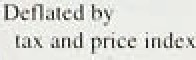 Deflated by
tax and price index